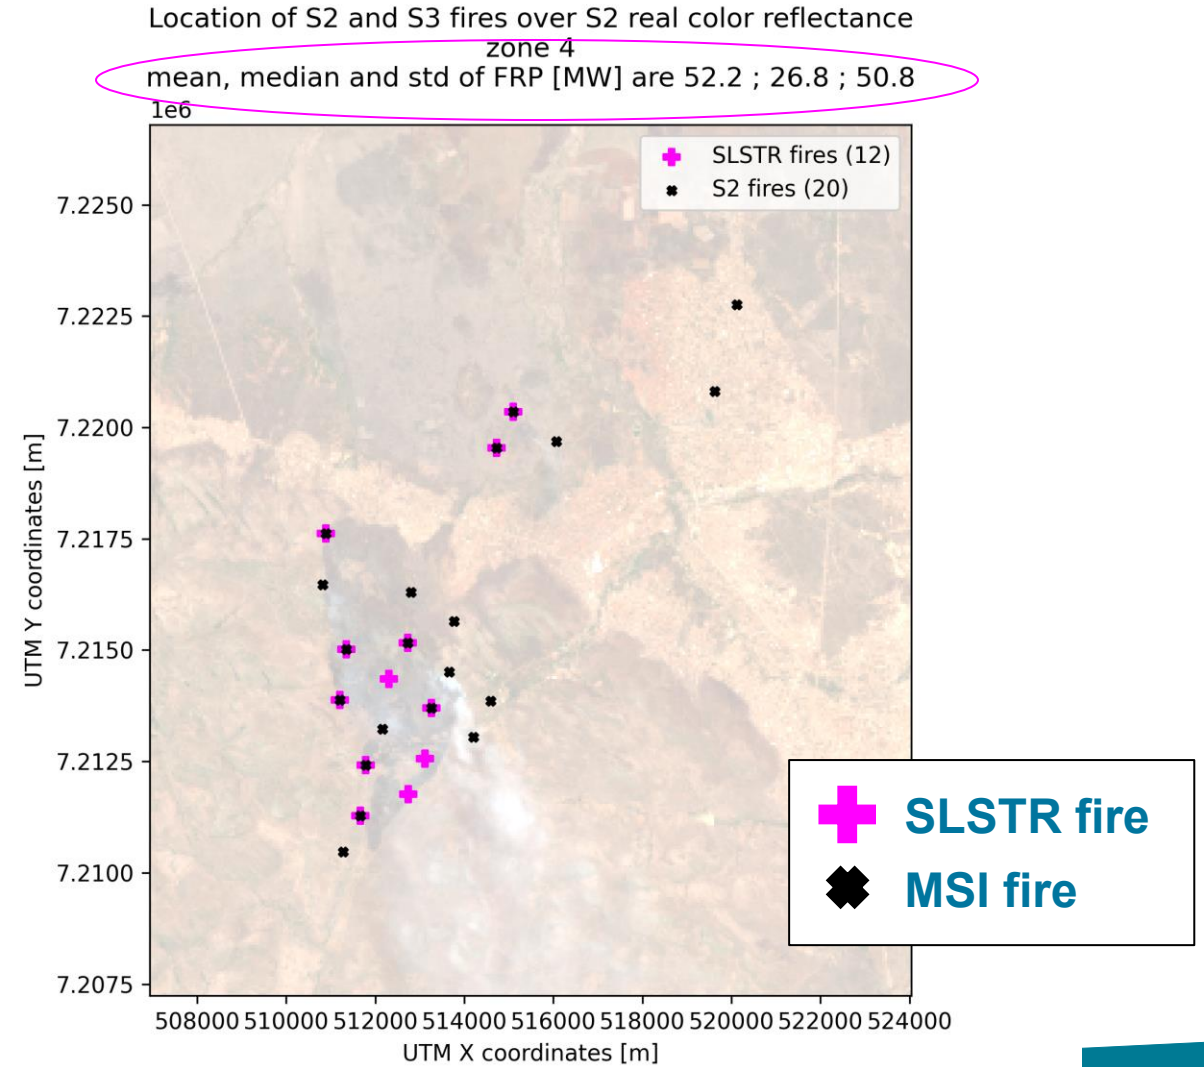 Location of S2 and S3 fires over S2 real color reflectance
zone 4
mean, median and std of FRP [MW] are 52.2 ; 26.8 ; 50.8
1e6
SLSTR fires (12)
S2 fires (20)
7.2250
7.2225
7.2200
7.2175
7.2150
7.2125
7.2100
7.2075
UTM Y coordinates [m]
508000 510000 512000 514000 516000 518000 520000 522000 524000
UTM X coordinates [m]
SLSTR fire
MSI fire